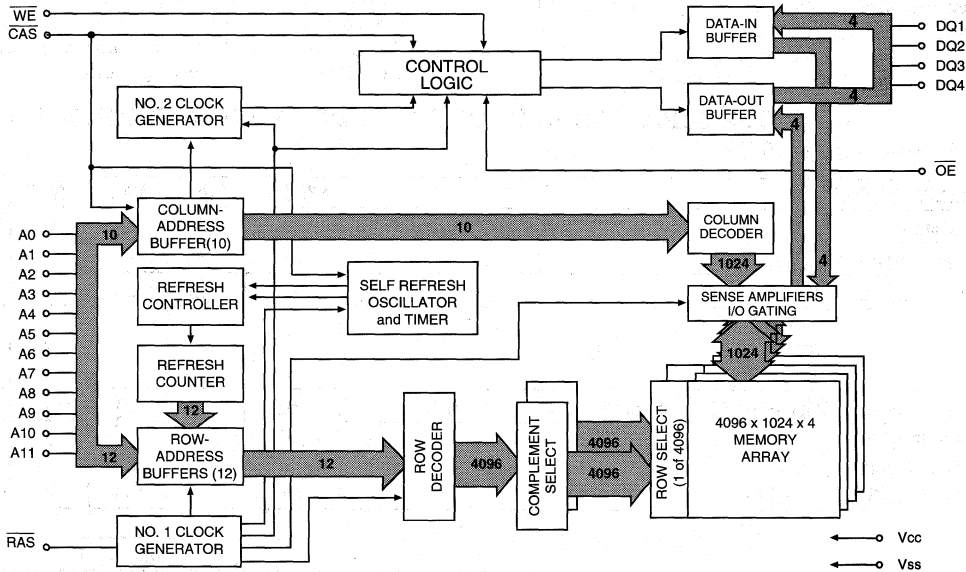 WE
CAS
CONTROL
LOGIC
DATA-IN
BUFFER
4
4
DQ1
DQ2
DQ3
DQ4
NO. 2 CLOCK
GENERATOR
DATA-OUT
BUFFER
4
4
OE
COLUMN-
ADDRESS
BUFFER(10)
10
10
COLUMN
DECODER
1024
A0
A1
A2
A3
A4
A5
A6
A7
A8
A9
A10
A11
REFRESH
CONTROLLER
SELF REFRESH
OSCILLATOR
and TIMER
SENSE AMPLIFIERS
I/O GATING
1024
REFRESH
COUNTER
12
ROW-
ADDRESS
BUFFERS (12)
12
12
ROW
DECODER
4096
COMPLEMENT
SELECT
4096
4096
ROW SELECT
(1 of 4096)
4096 x 1024 x 4
MEMORY
ARRAY
RAS
NO. 1 CLOCK
GENERATOR
Vcc
Vss